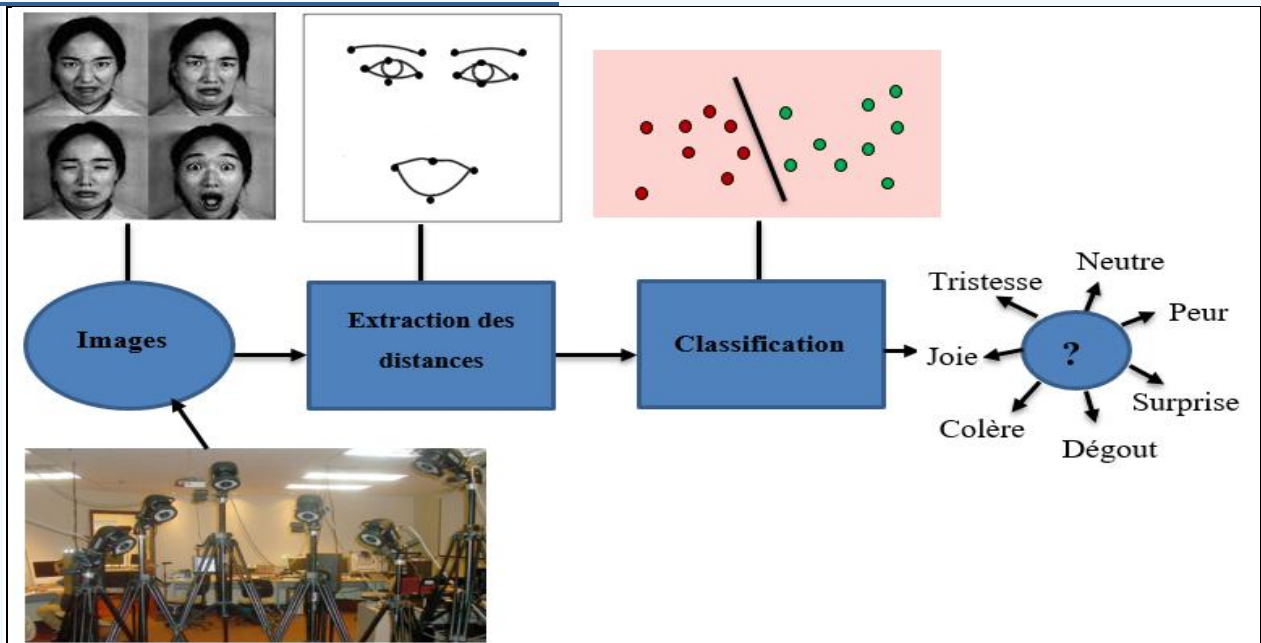 Images
Extraction des
distances
Classification
Tristesse
Neutre
Peur
Joie
?
Surprise
Colère
Dégout